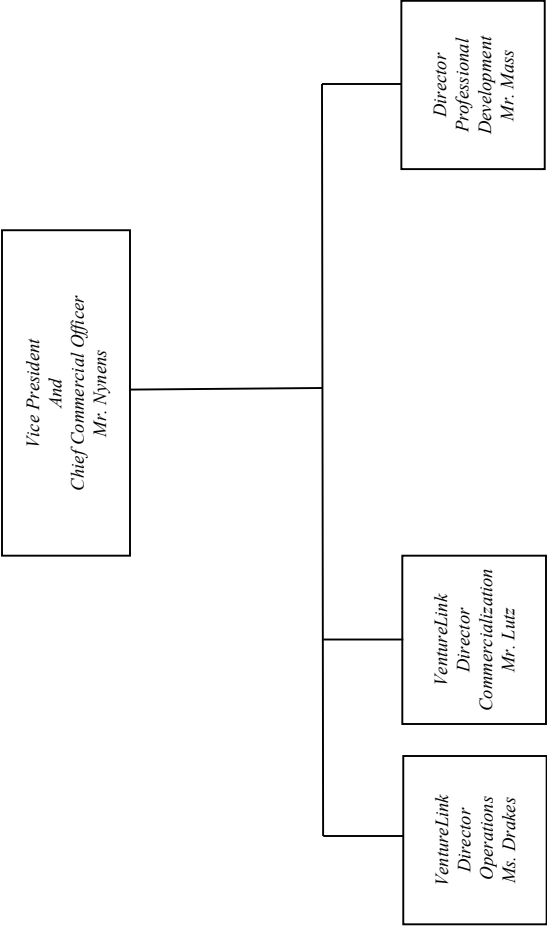 Vice President
And
Chief Commercial Officer
Mr. Nynens
VentureLink
Director
Operations
Ms. Drakes
VentureLink
Director
Commercialization
Mr. Lutz
Director
Professional
Development
Mr. Mass